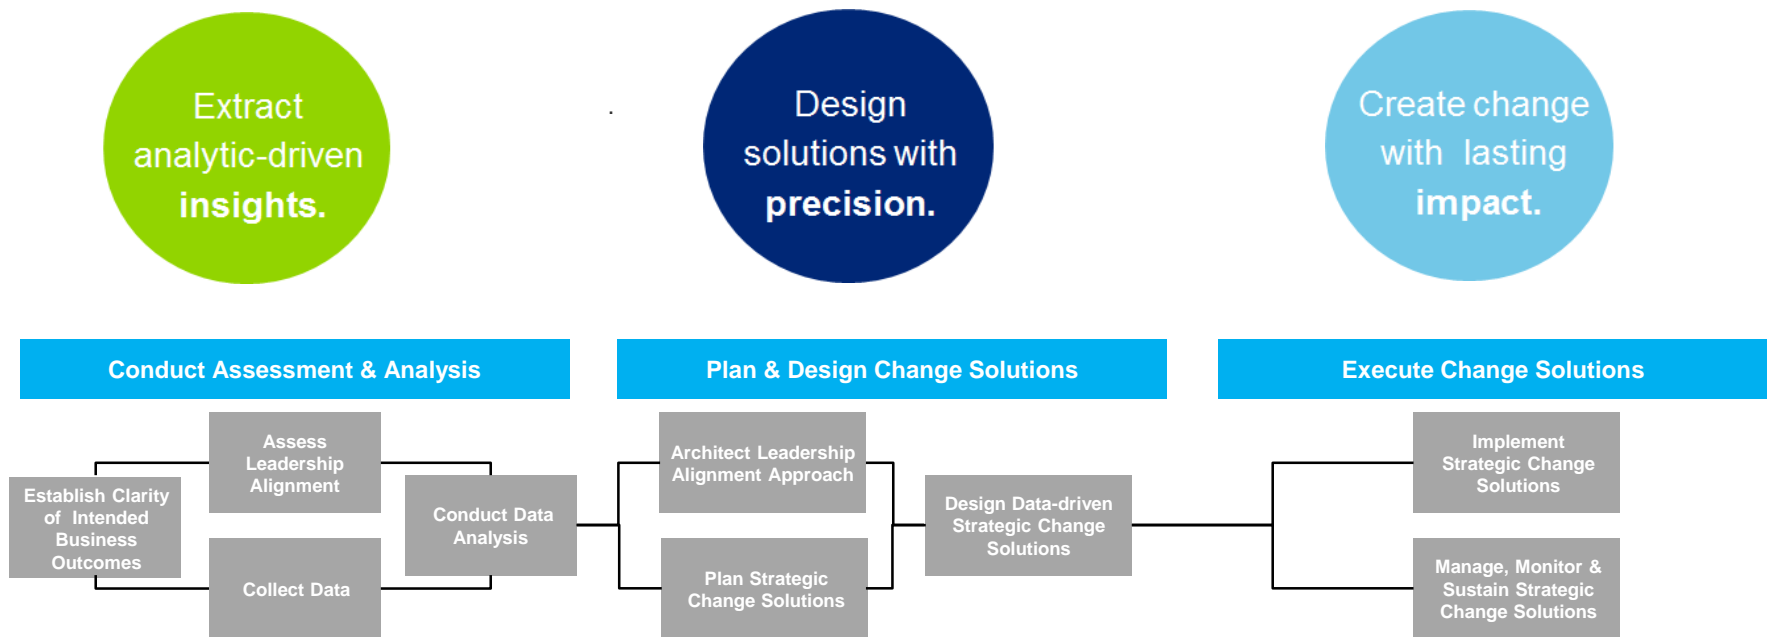 Extract
analytic-driven
insights.
.
Design
solutions with
precision.
Create change
with lasting
impact.
Conduct Assessment & Analysis
Plan & Design Change Solutions
Execute Change Solutions
Establish Clarity
of Intended
Business
Outcomes
Assess
Leadership
Alignment
Collect Data
Conduct Data
Analysis
Architect Leadership
Alignment Approach
Plan Strategic
Change Solutions
Design Data-driven
Strategic Change
Solutions
Implement
Strategic Change
Solutions
Manage, Monitor &
Sustain Strategic
Change Solutions